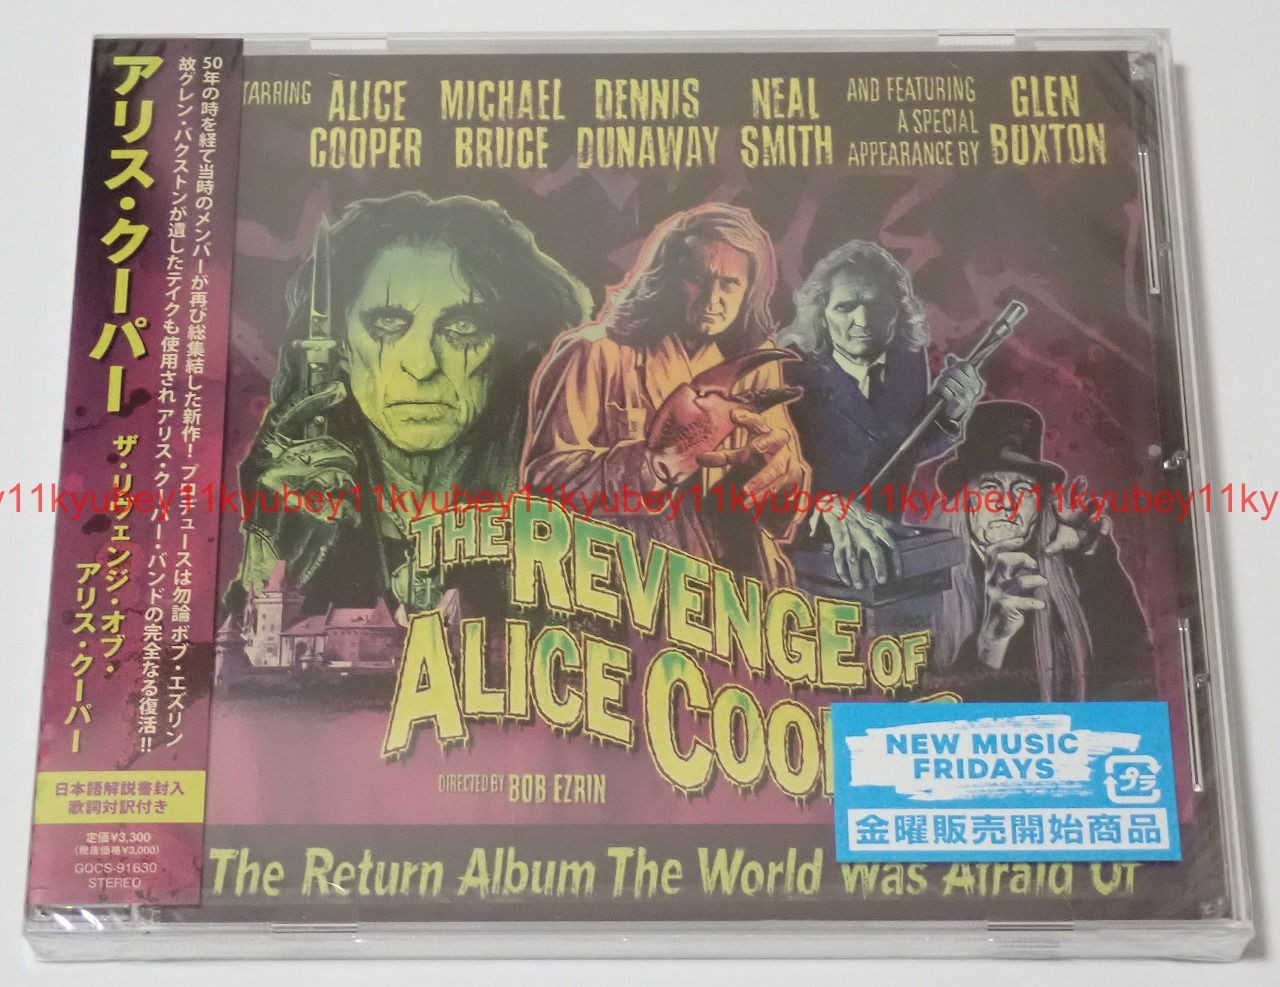 アリス・クーパー
ザ・リヴェンジ・オブ・
アリス・クーパー
50年の時を経て当時のメンバーが再び総集結した新作！ プロデュースは勿論 ボブ・エズリン
故グレン・バクストンが遺したテイクも使用され アリス・クーパー・バンドの完全なる復活!!
日本語解説書封入
歌詞対訳付き
定価¥3,300
(税抜価格¥3,000)
GQCS-91630
STEREO
TARRING
ALICE
COOPER
MICHAEL
BRUCE
DENNIS
DUNAWAY
NEAL
SMITH
AND FEATURING
A SPECIAL
APPEARANCE BY
GLEN
BUXTON
y11kyubey11kyubey11kyubey11kyubey11kyubey11kyubey11ky
THE REVENGE OF
ALICE COOP
DIRECTED BY BOB EZRIN
NEW MUSIC
FRIDAYS
プラ
金曜販売開始商品
The Return Album The World Was Afraid Of